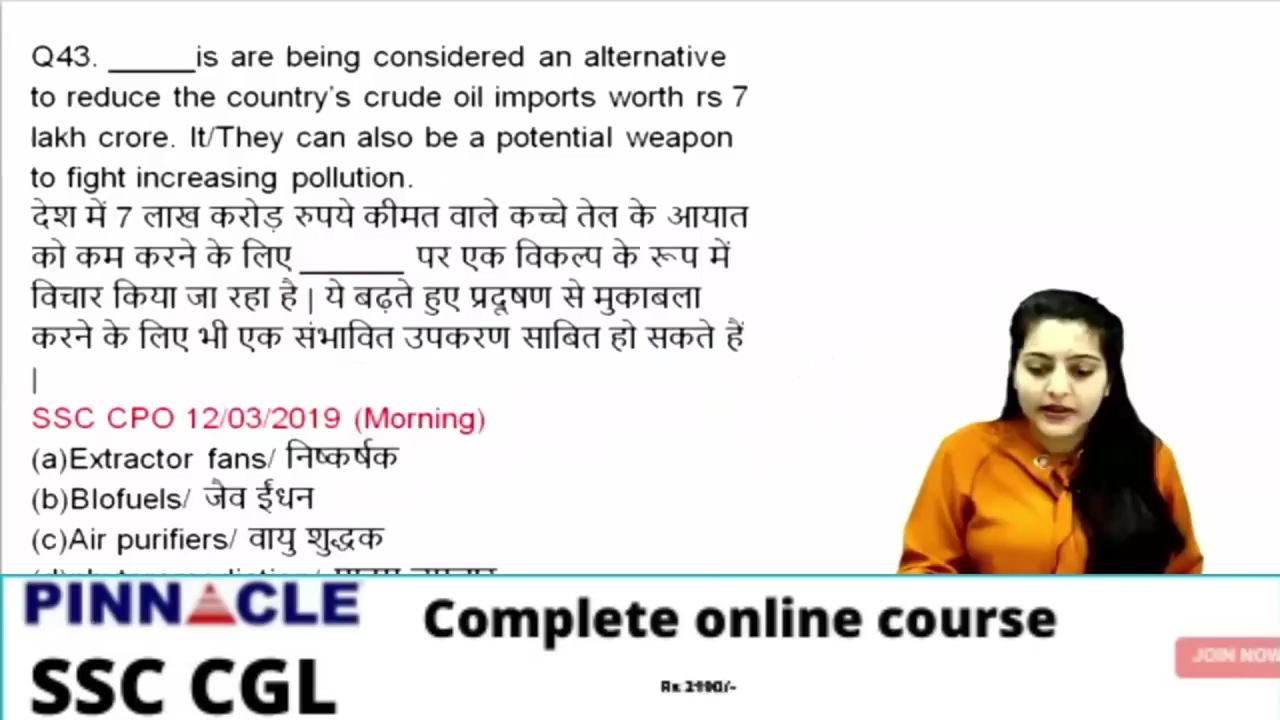 Q43. ______is are being considered an alternative
to reduce the country's crude oil imports worth rs 7
lakh crore. It/They can also be a potential weapon
to fight increasing pollution.
देश में 7 लाख करोड़ रुपये कीमत वाले कच्चे तेल के आयात
को कम करने के लिए _______ पर एक विकल्प के रूप में
विचार किया जा रहा है | ये बढ़ते हुए प्रदूषण से मुकाबला
करने के लिए भी एक संभावित उपकरण साबित हो सकते हैं
|
SSC CPO 12/03/2019 (Morning)
(a)Extractor fans/ निष्कर्षक
(b)Blofuels/ जैव ईंधन
(c)Air purifiers/ वायु शुद्धक
PINNACLE
SSC CGL
Complete online course
JOIN NOW